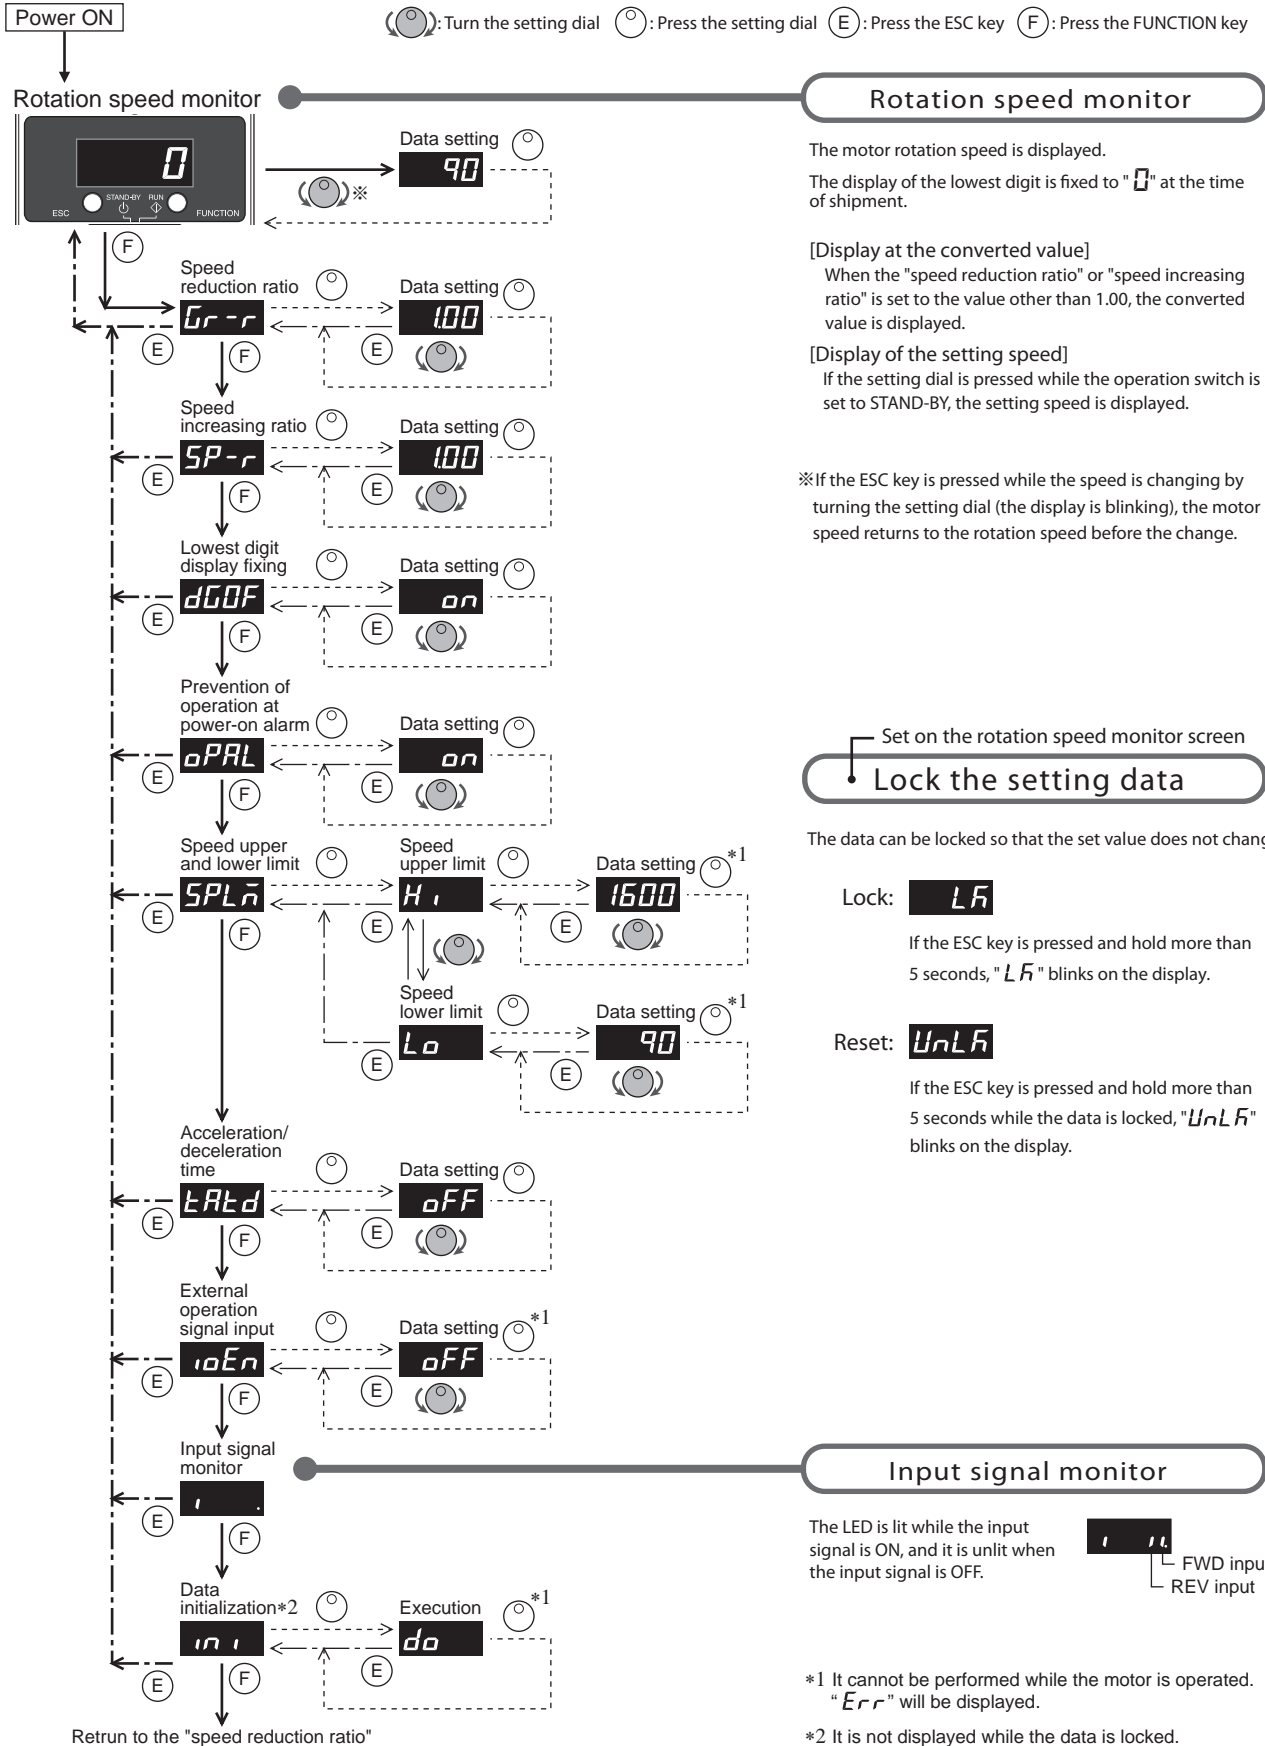 Power ON
: Turn the setting dial : Press the setting dial E : Press the ESC key F : Press the FUNCTION key
Rotation speed monitor
0
ESC STAND-BY RUN FUNCTION
※
Data setting
90
F
Speed
reduction ratio
Gr-r
Data setting
1.00
E
F
E
Speed
increasing ratio
SP-r
Data setting
1.00
E
F
E
Lowest digit
display fixing
dGOF
Data setting
on
E
F
E
Prevention of
operation at
power-on alarm
oPAL
Data setting
on
E
F
E
Speed upper
and lower limit
SPLM
Speed
upper limit
Hi
Data setting *1
1600
E
F
E
E
Speed
lower limit
Lo
Data setting *1
90
E
E
Acceleration/
deceleration
time
tAtd
Data setting
oFF
E
F
E
External
operation
signal input
ioEn
Data setting *1
oFF
E
F
E
Input signal
monitor
i .
E
F
Data
initialization*2
ini
Execution *1
do
E
F
E
Retrun to the "speed reduction ratio"
Rotation speed monitor
The motor rotation speed is displayed.
The display of the lowest digit is fixed to "0" at the time
of shipment.
[Display at the converted value]
When the "speed reduction ratio" or "speed increasing
ratio" is set to the value other than 1.00, the converted
value is displayed.
[Display of the setting speed]
If the setting dial is pressed while the operation switch is
set to STAND-BY, the setting speed is displayed.
※If the ESC key is pressed while the speed is changing by
turning the setting dial (the display is blinking), the motor
speed returns to the rotation speed before the change.
Set on the rotation speed monitor screen
Lock the setting data
The data can be locked so that the set value does not chang
Lock: LK
If the ESC key is pressed and hold more than
5 seconds, "LK" blinks on the display.
Reset: UnLK
If the ESC key is pressed and hold more than
5 seconds while the data is locked, "UnLK"
blinks on the display.
Input signal monitor
The LED is lit while the input
signal is ON, and it is unlit when
the input signal is OFF.
i ıı.
FWD inpu
REV input
*1 It cannot be performed while the motor is operated.
“Err” will be displayed.
*2 It is not displayed while the data is locked.